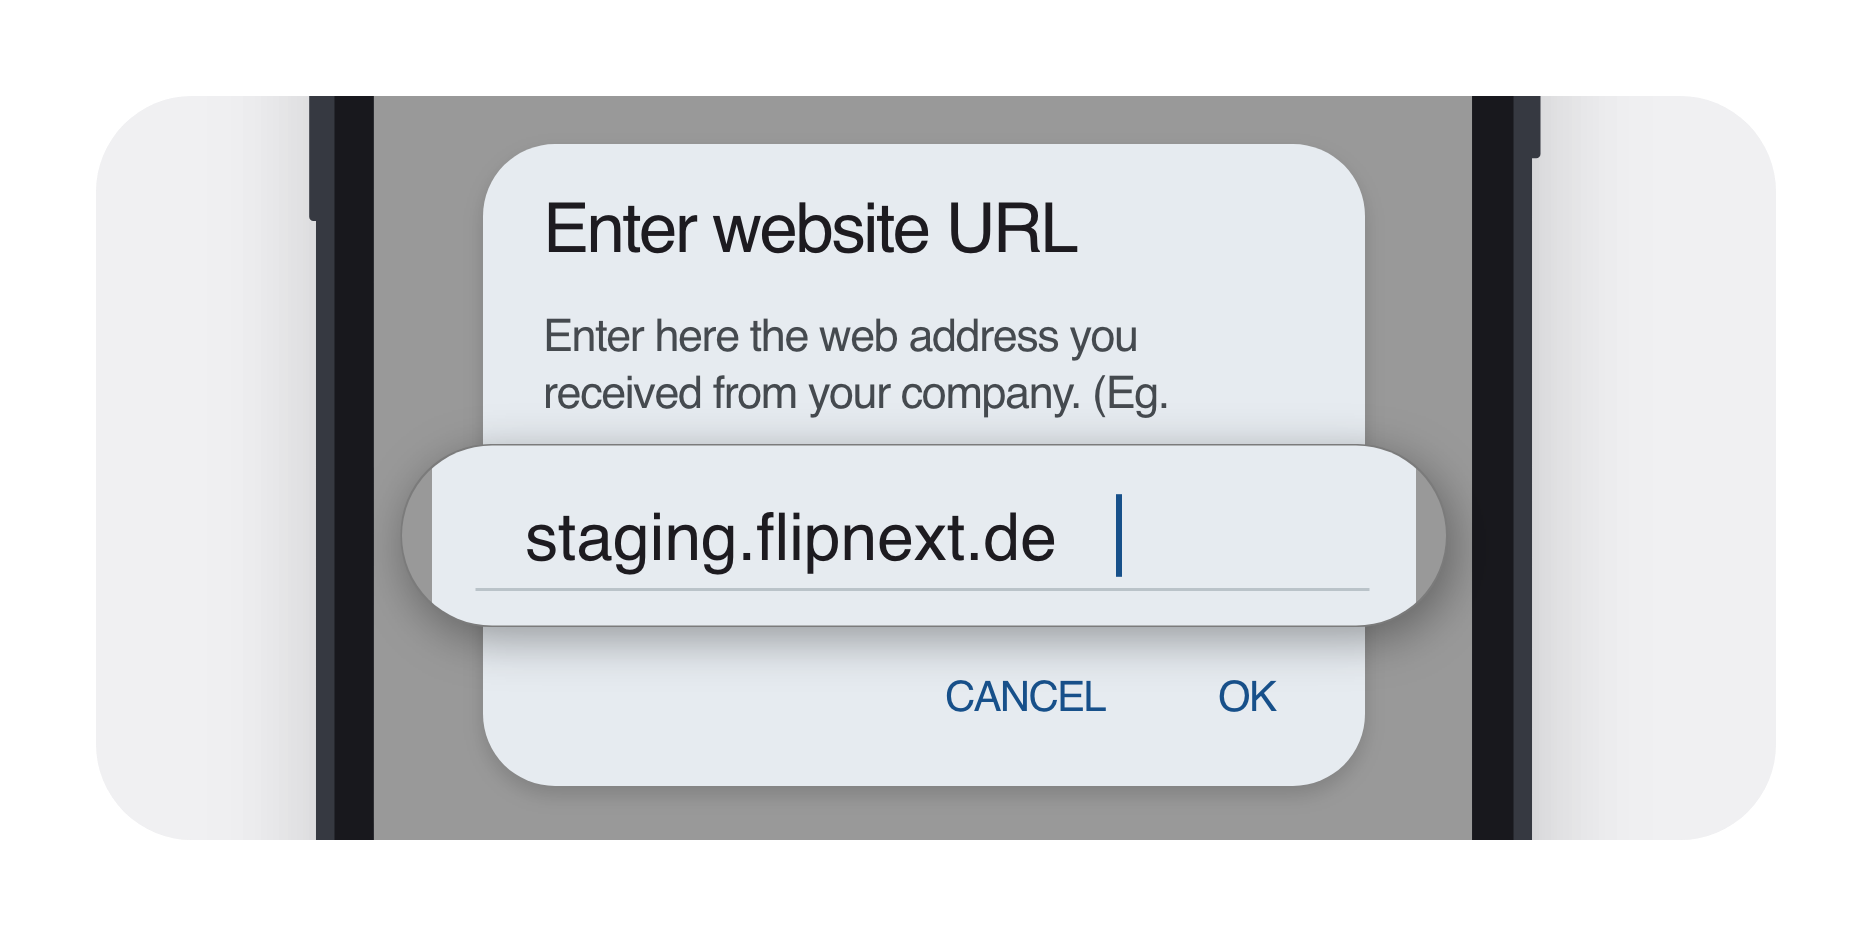 Enter website URL
Enter here the web address you
received from your company. (Eg.
staging.flipnext.de
CANCEL OK